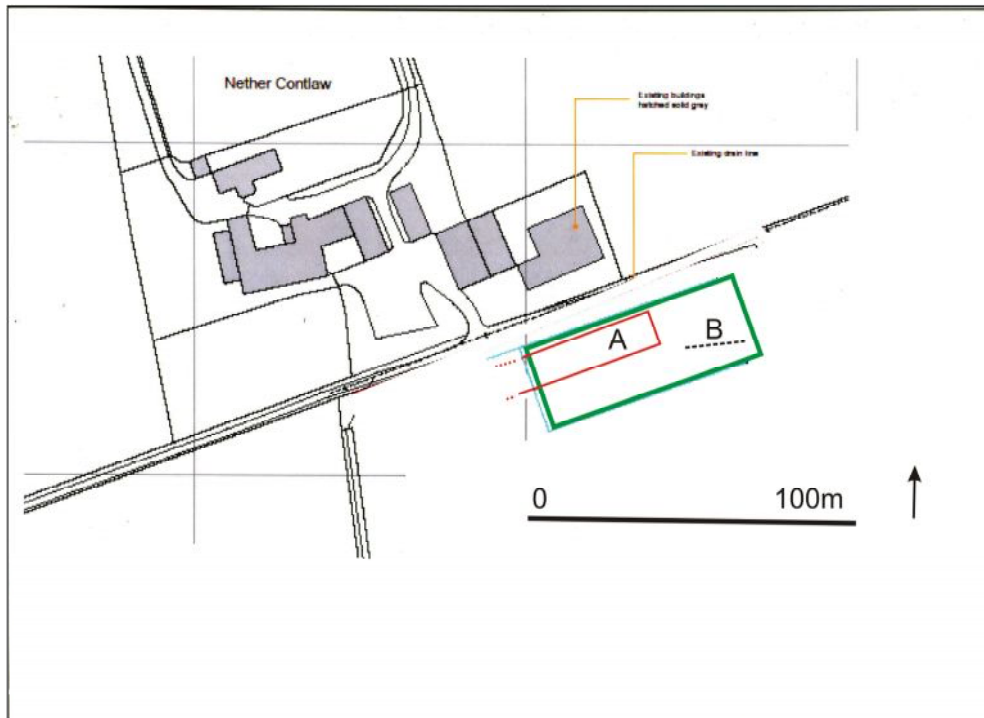 Nether Contlaw
Existing buildings
hatched solid grey
Existing drain line
A
B
0 100m